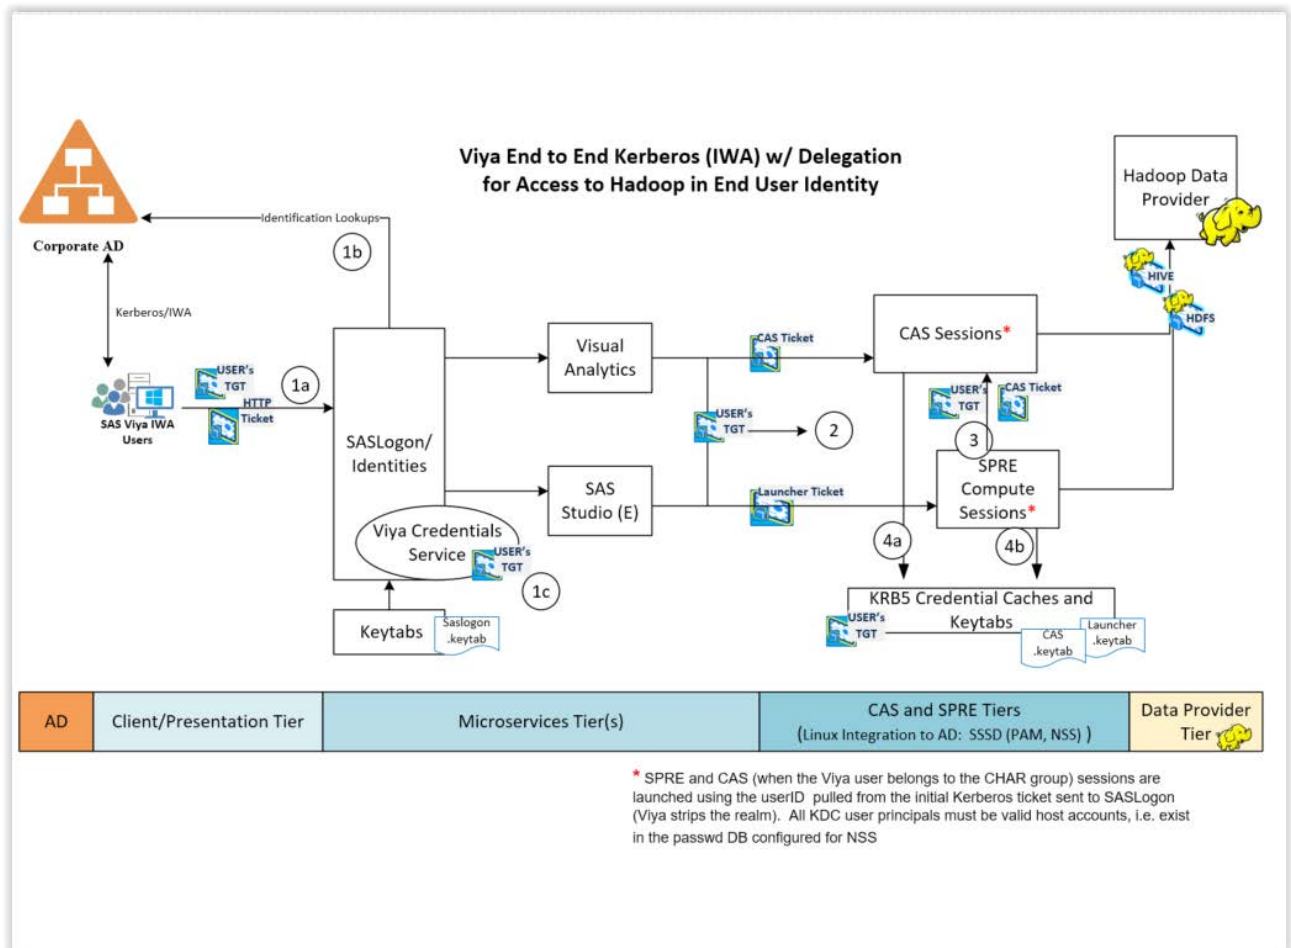 Viya End to End Kerberos (IWA) w/ Delegation
for Access to Hadoop in End User Identity
Hadoop Data
Provider
Corporate AD
Identification Lookups
1b
Kerberos/IWA
HIVE
HDFS
SAS Viya IWA
Users
USER's
TGT
HTTP
Ticket
1a
SASLogon/
Identities
Visual
Analytics
CAS Ticket
CAS Sessions*
USER's
TGT
2
USER's
TGT
CAS Ticket
3
SAS
Studio (E)
Launcher Ticket
SPRE
Compute
Sessions*
Viya Credentials
Service
USER's
TGT
1c
4a
4b
Keytabs
Saslogon
.keytab
KRB5 Credential Caches and
Keytabs
USER's
TGT
CAS
.keytab
Launcher
.keytab
AD
Client/Presentation Tier
Microservices Tier(s)
CAS and SPRE Tiers
(Linux Integration to AD: SSSD (PAM, NSS) )
Data Provider
Tier
* SPRE and CAS (when the Viya user belongs to the CHAR group) sessions are
launched using the userID pulled from the initial Kerberos ticket sent to SASLogon
(Viya strips the realm). All KDC user principals must be valid host accounts, i.e. exist
in the passwd DB configured for NSS